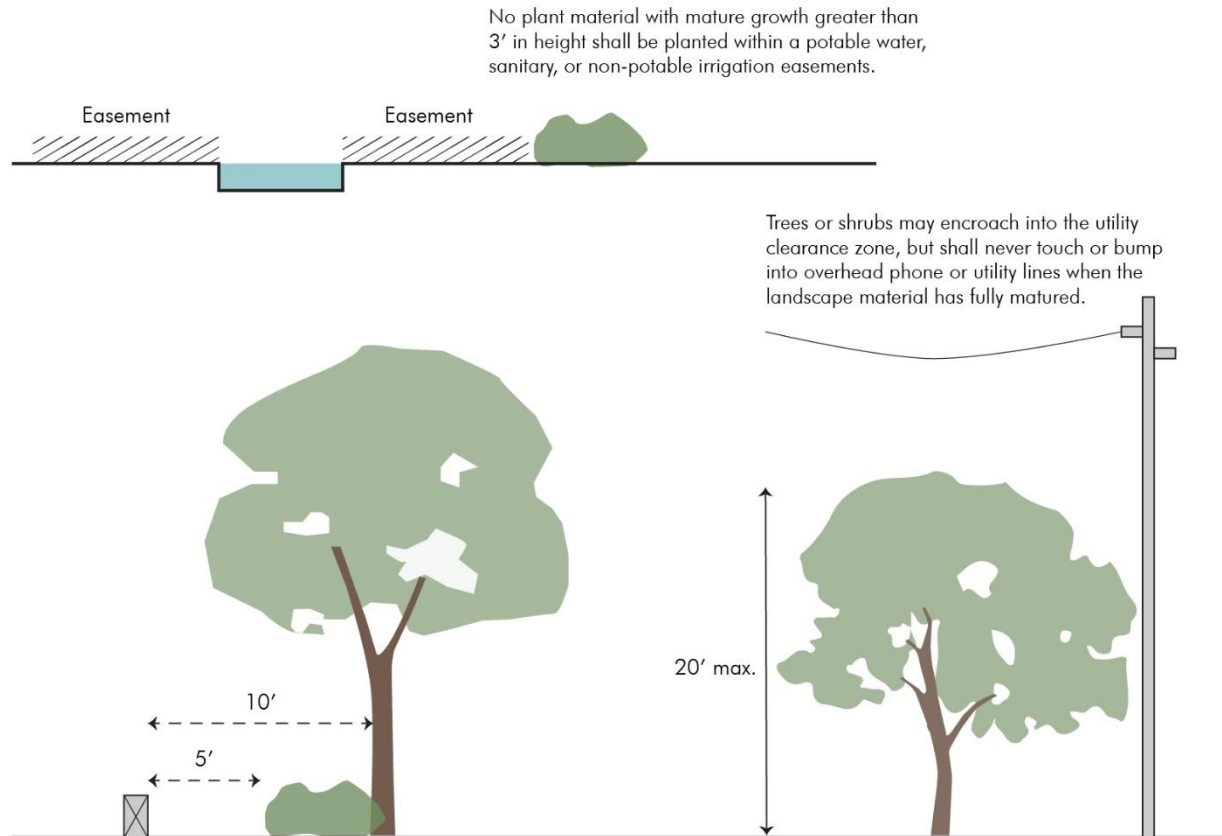 No plant material with mature growth greater than
3′ in height shall be planted within a potable water,
sanitary, or non-potable irrigation easements.
Easement
Easement
Trees or shrubs may encroach into the utility
clearance zone, but shall never touch or bump
into overhead phone or utility lines when the
landscape material has fully matured.
20′ max.
10′
5′